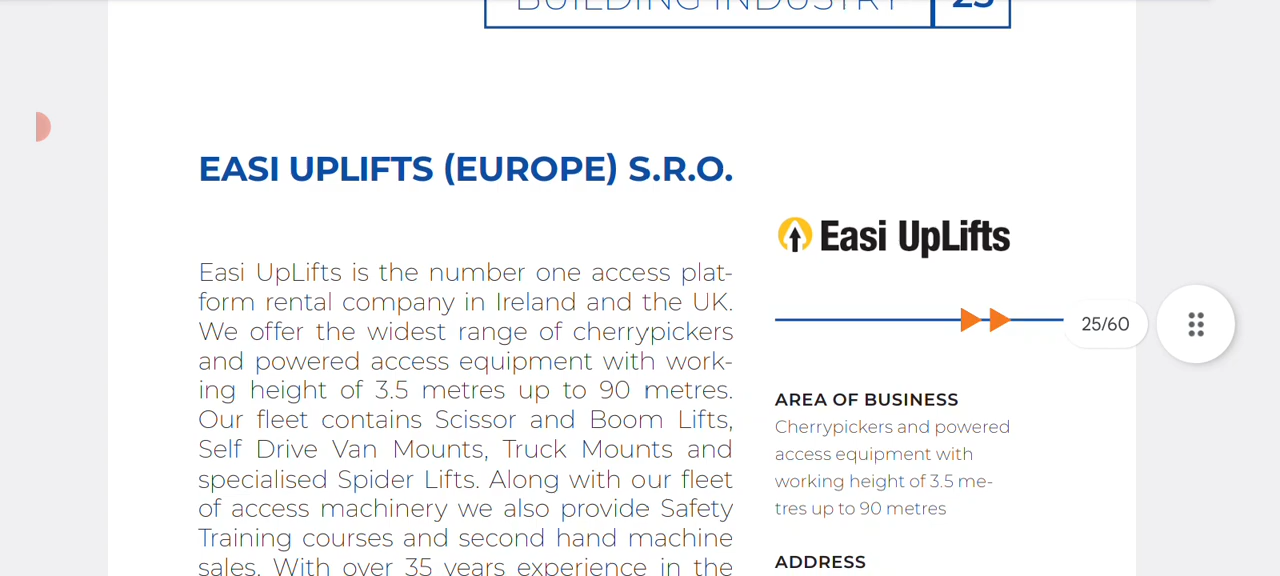 BUILDING INDUSTRY 25
EASI UPLIFTS (EUROPE) S.R.O.
Easi UpLifts
Easi UpLifts is the number one access plat-
form rental company in Ireland and the UK.
We offer the widest range of cherrypickers
and powered access equipment with work-
ing height of 3.5 metres up to 90 metres.
Our fleet contains Scissor and Boom Lifts,
Self Drive Van Mounts, Truck Mounts and
specialised Spider Lifts. Along with our fleet
of access machinery we also provide Safety
Training courses and second hand machine
sales. With over 35 years experience in the
25/60
AREA OF BUSINESS
Cherrypickers and powered
access equipment with
working height of 3.5 me-
tres up to 90 metres
ADDRESS